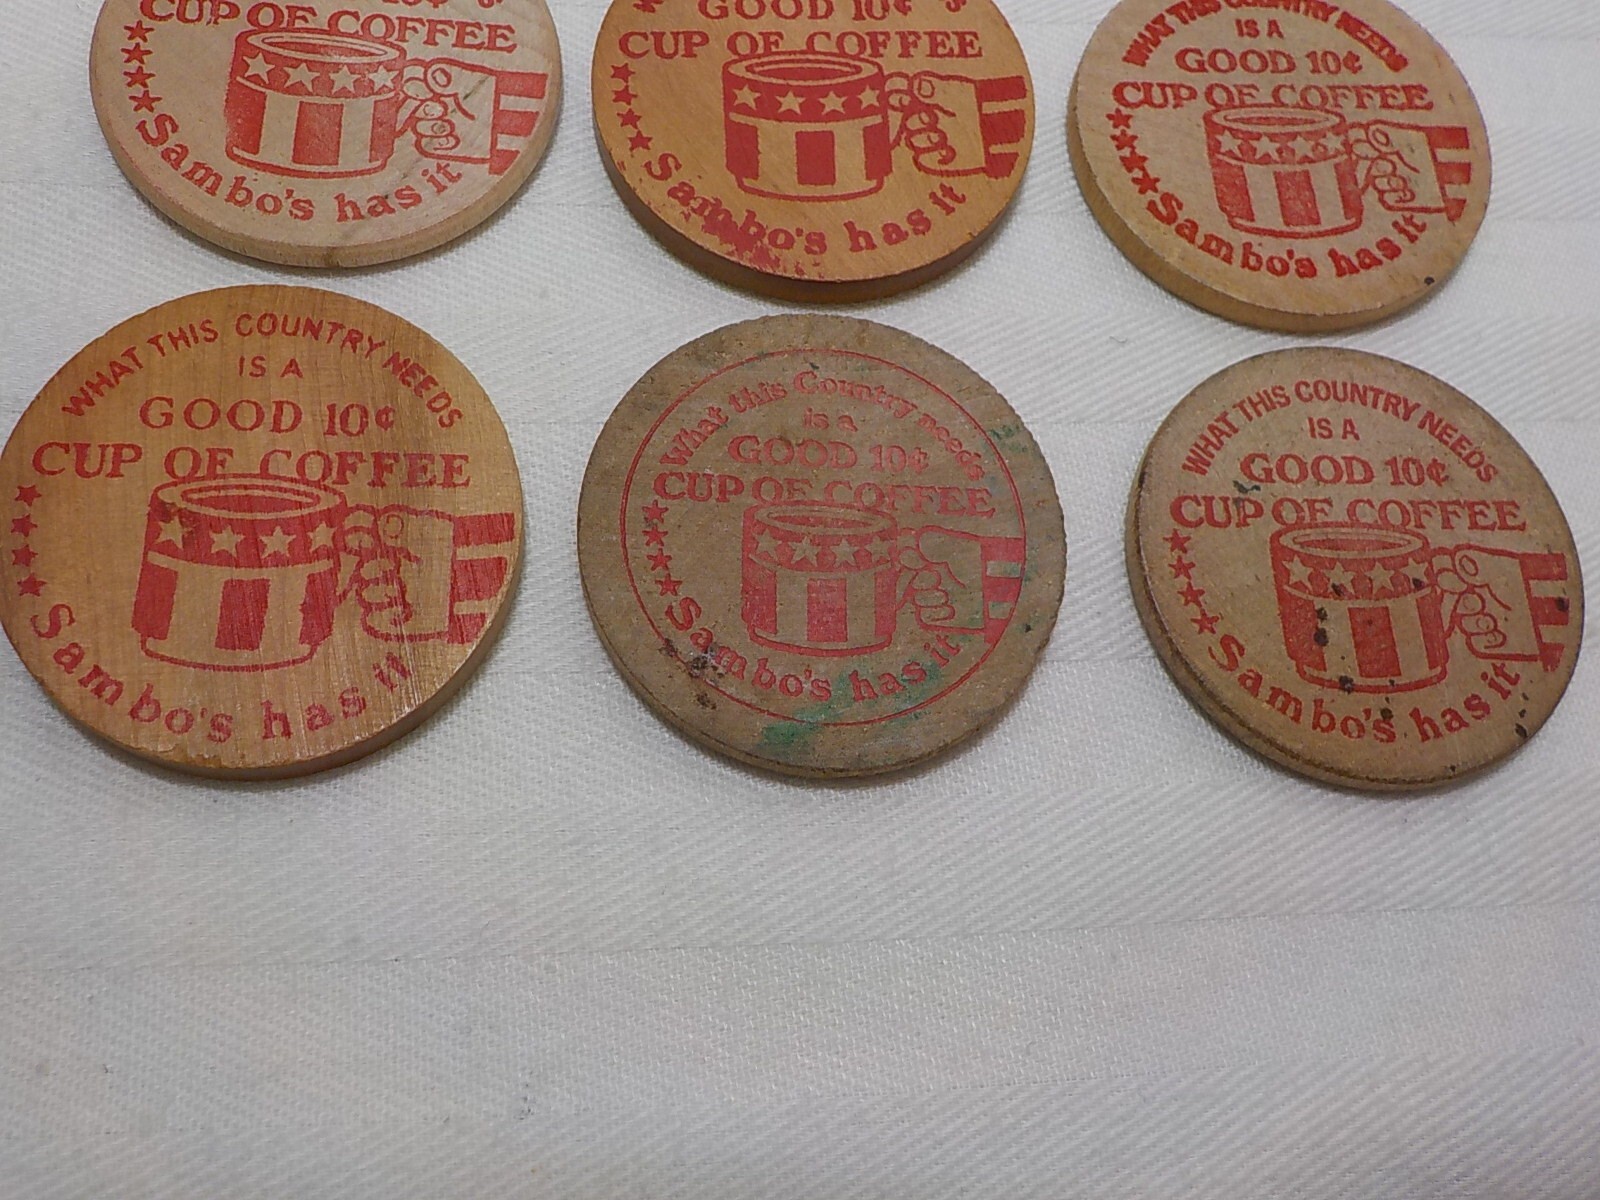 10¢
CUP OF COFFEE
Sambo's has it
GOOD 10¢
CUP OF COFFEE
Sambo's has it
WHAT THIS COUNTRY NEEDS
IS A
GOOD 10¢
CUP OF COFFEE
Sambo's has it
WHAT THIS COUNTRY NEEDS
IS A
GOOD 10¢
CUP OF COFFEE
Sambo's has it
What this Country needs
is a
GOOD 10¢
CUP OF COFFEE
Sambo's has it
WHAT THIS COUNTRY NEEDS
IS A
GOOD 10¢
CUP OF COFFEE
Sambo's has it